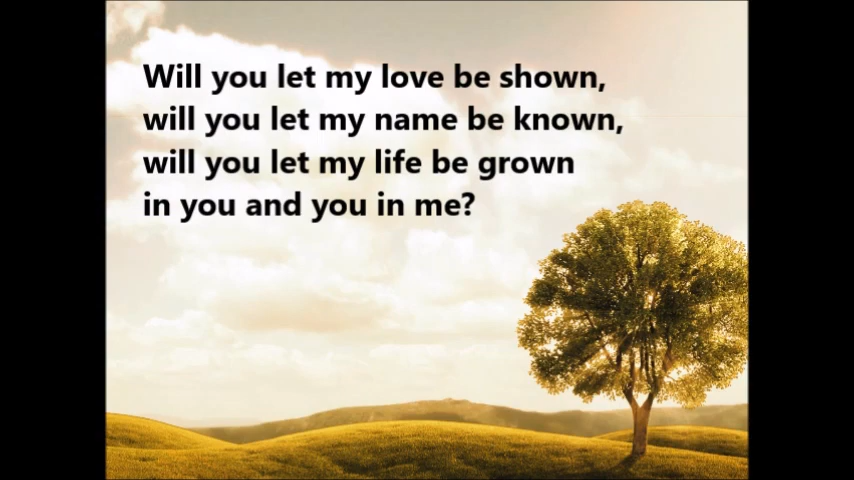 Will you let my love be shown,
will you let my name be known,
will you let my life be grown
in you and you in me?